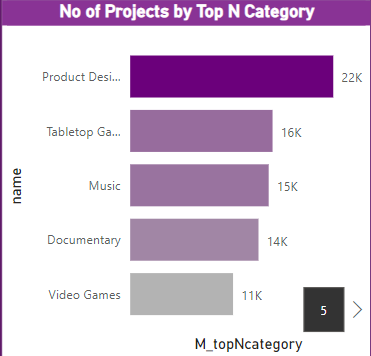 No of Projects by Top N Category
Product Desi... 22K
Tabletop Ga... 16K
Music 15K
Documentary 14K
Video Games 11K
name
5
M_topNcategory